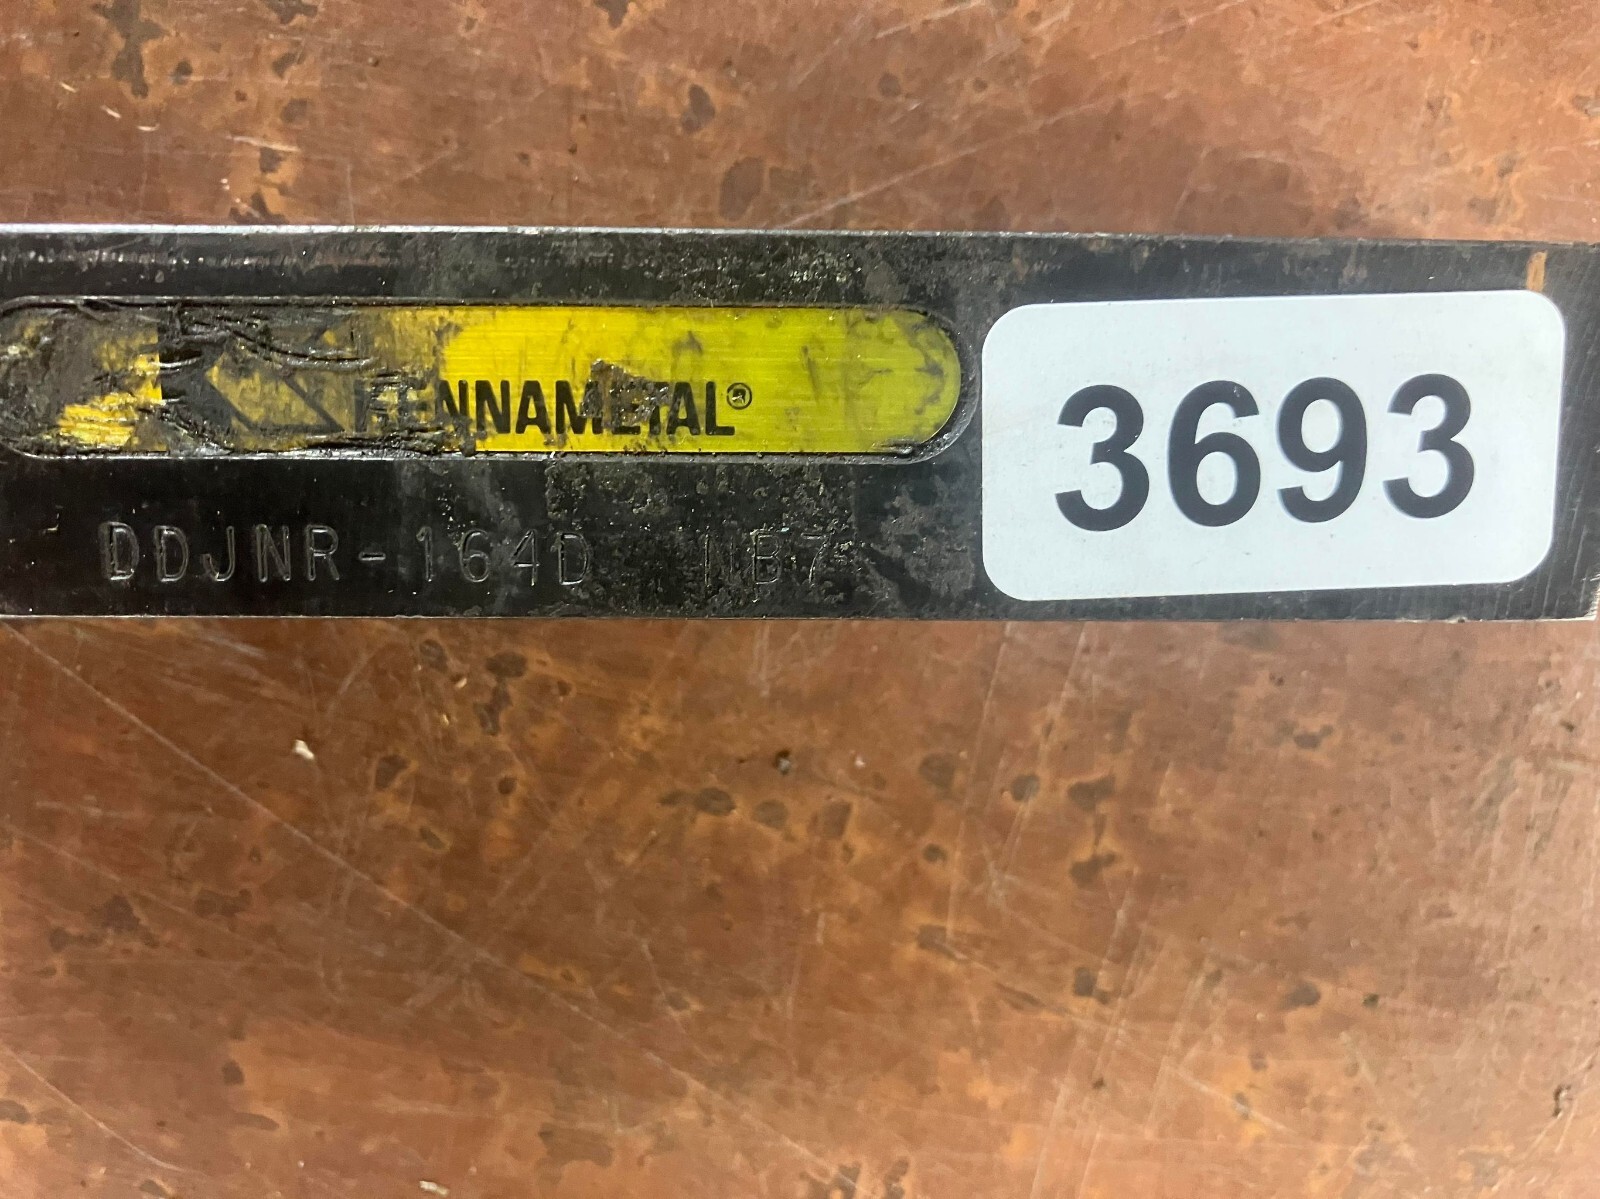 KENNAMETAL®
3693
DDJNR-164D NB7